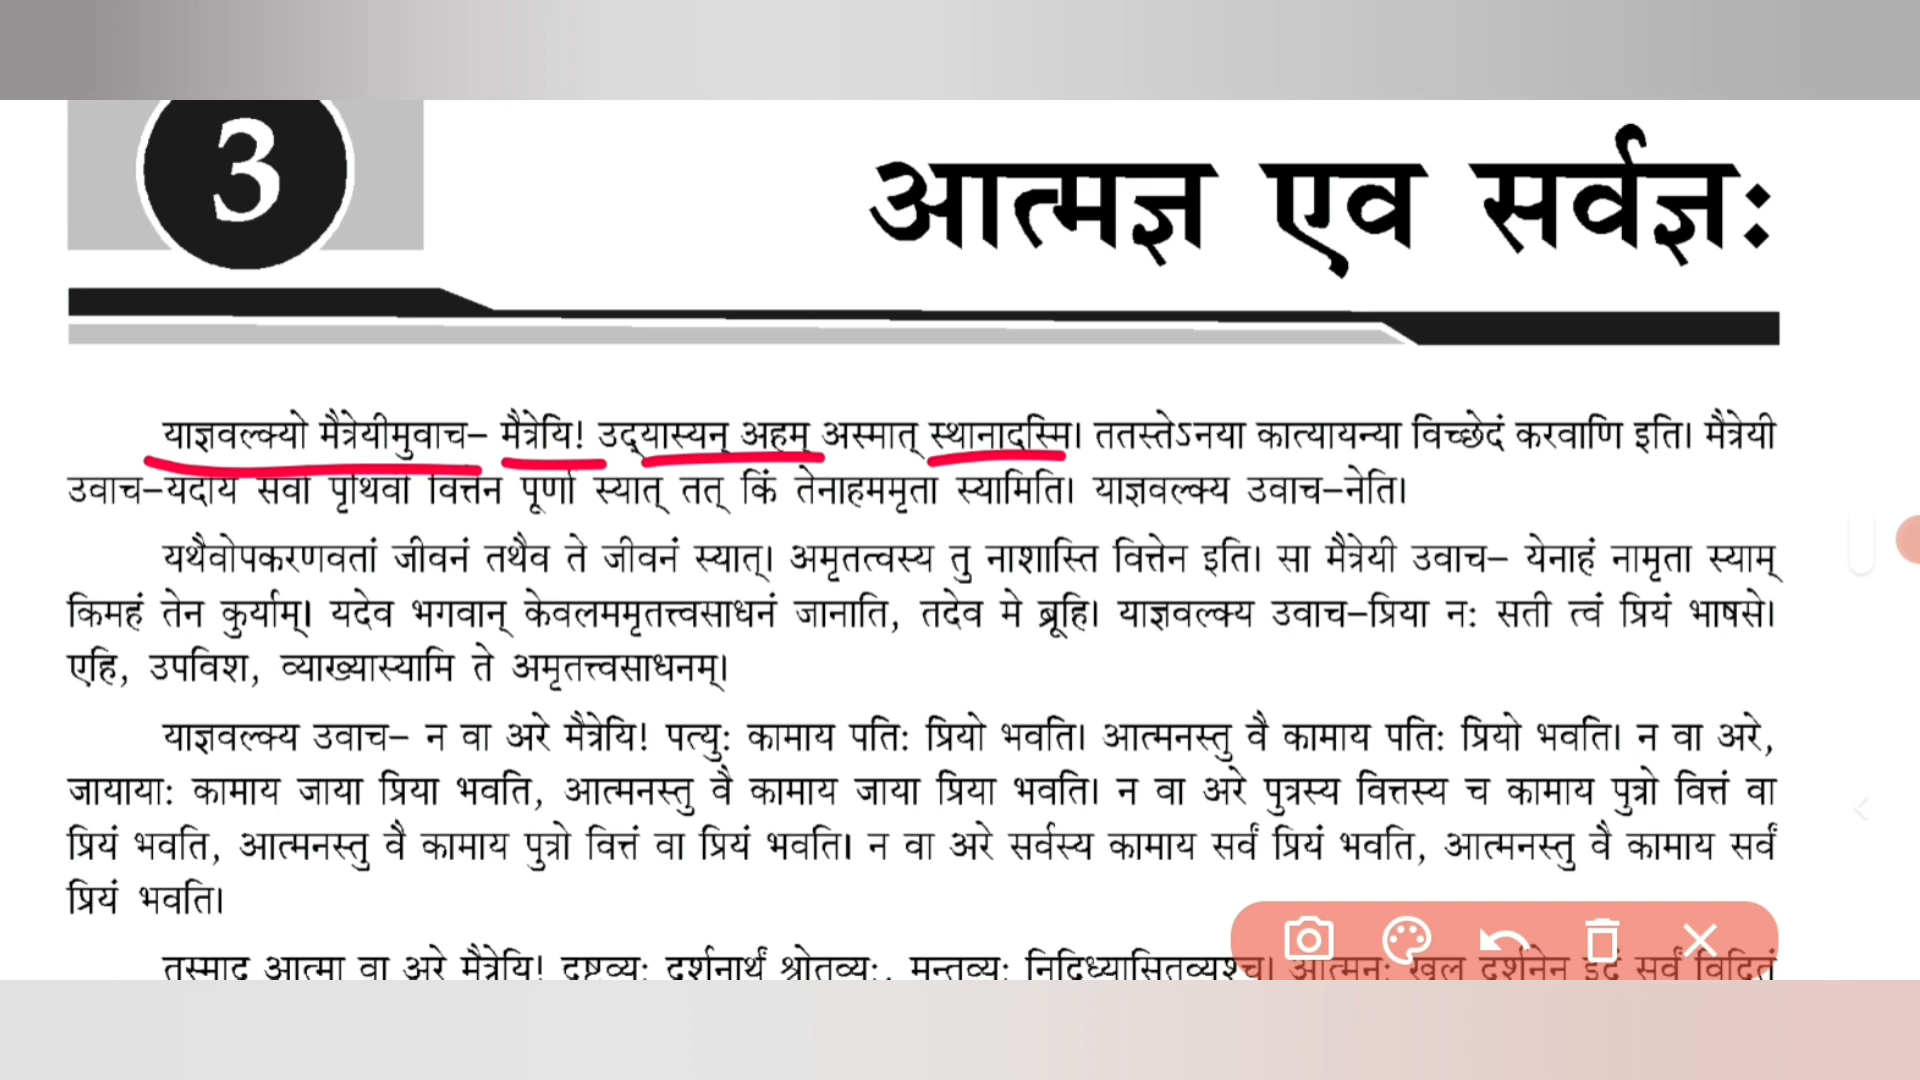 3
आत्मज्ञ एव सर्वज्ञः
याज्ञवल्क्यो मैत्रेयीमुवाच– मैत्रेयि! उद्यास्यन् अहम् अस्मात् स्थानादस्मि। ततस्तेऽनया कात्यायन्या विच्छेदं करवाणि इति। मैत्रेयी
उवाच–यदीयं सर्वा पृथिवी वित्तेन पूर्णा स्यात् तत् किं तेनाहममृता स्यामिति। याज्ञवल्क्य उवाच–नेति।
यथैवोपकरणवतां जीवनं तथैव ते जीवनं स्यात्। अमृतत्वस्य तु नाशास्ति वित्तेन इति। सा मैत्रेयी उवाच– येनाहं नामृता स्याम्
किमहं तेन कुर्याम्। यदेव भगवान् केवलममृतत्त्वसाधनं जानाति, तदेव मे ब्रूहि। याज्ञवल्क्य उवाच–प्रिया नः सती त्वं प्रियं भाषसे।
एहि, उपविश, व्याख्यास्यामि ते अमृतत्त्वसाधनम्।
याज्ञवल्क्य उवाच– न वा अरे मैत्रेयि! पत्युः कामाय पतिः प्रियो भवति। आत्मनस्तु वै कामाय पतिः प्रियो भवति। न वा अरे,
जायायाः कामाय जाया प्रिया भवति, आत्मनस्तु वै कामाय जाया प्रिया भवति। न वा अरे पुत्रस्य वित्तस्य च कामाय पुत्रो वित्तं वा
प्रियं भवति, आत्मनस्तु वै कामाय पुत्रो वित्तं वा प्रियं भवति। न वा अरे सर्वस्य कामाय सर्वं प्रियं भवति, आत्मनस्तु वै कामाय सर्वं
प्रियं भवति।
तस्माद् आत्मा वा अरे मैत्रेयि! द्रष्टव्यः दर्शनार्थं श्रोतव्यः, मन्तव्यः निदिध्यासितव्यश्च। आत्मनः खलु दर्शनेन इदं सर्वं विदितं